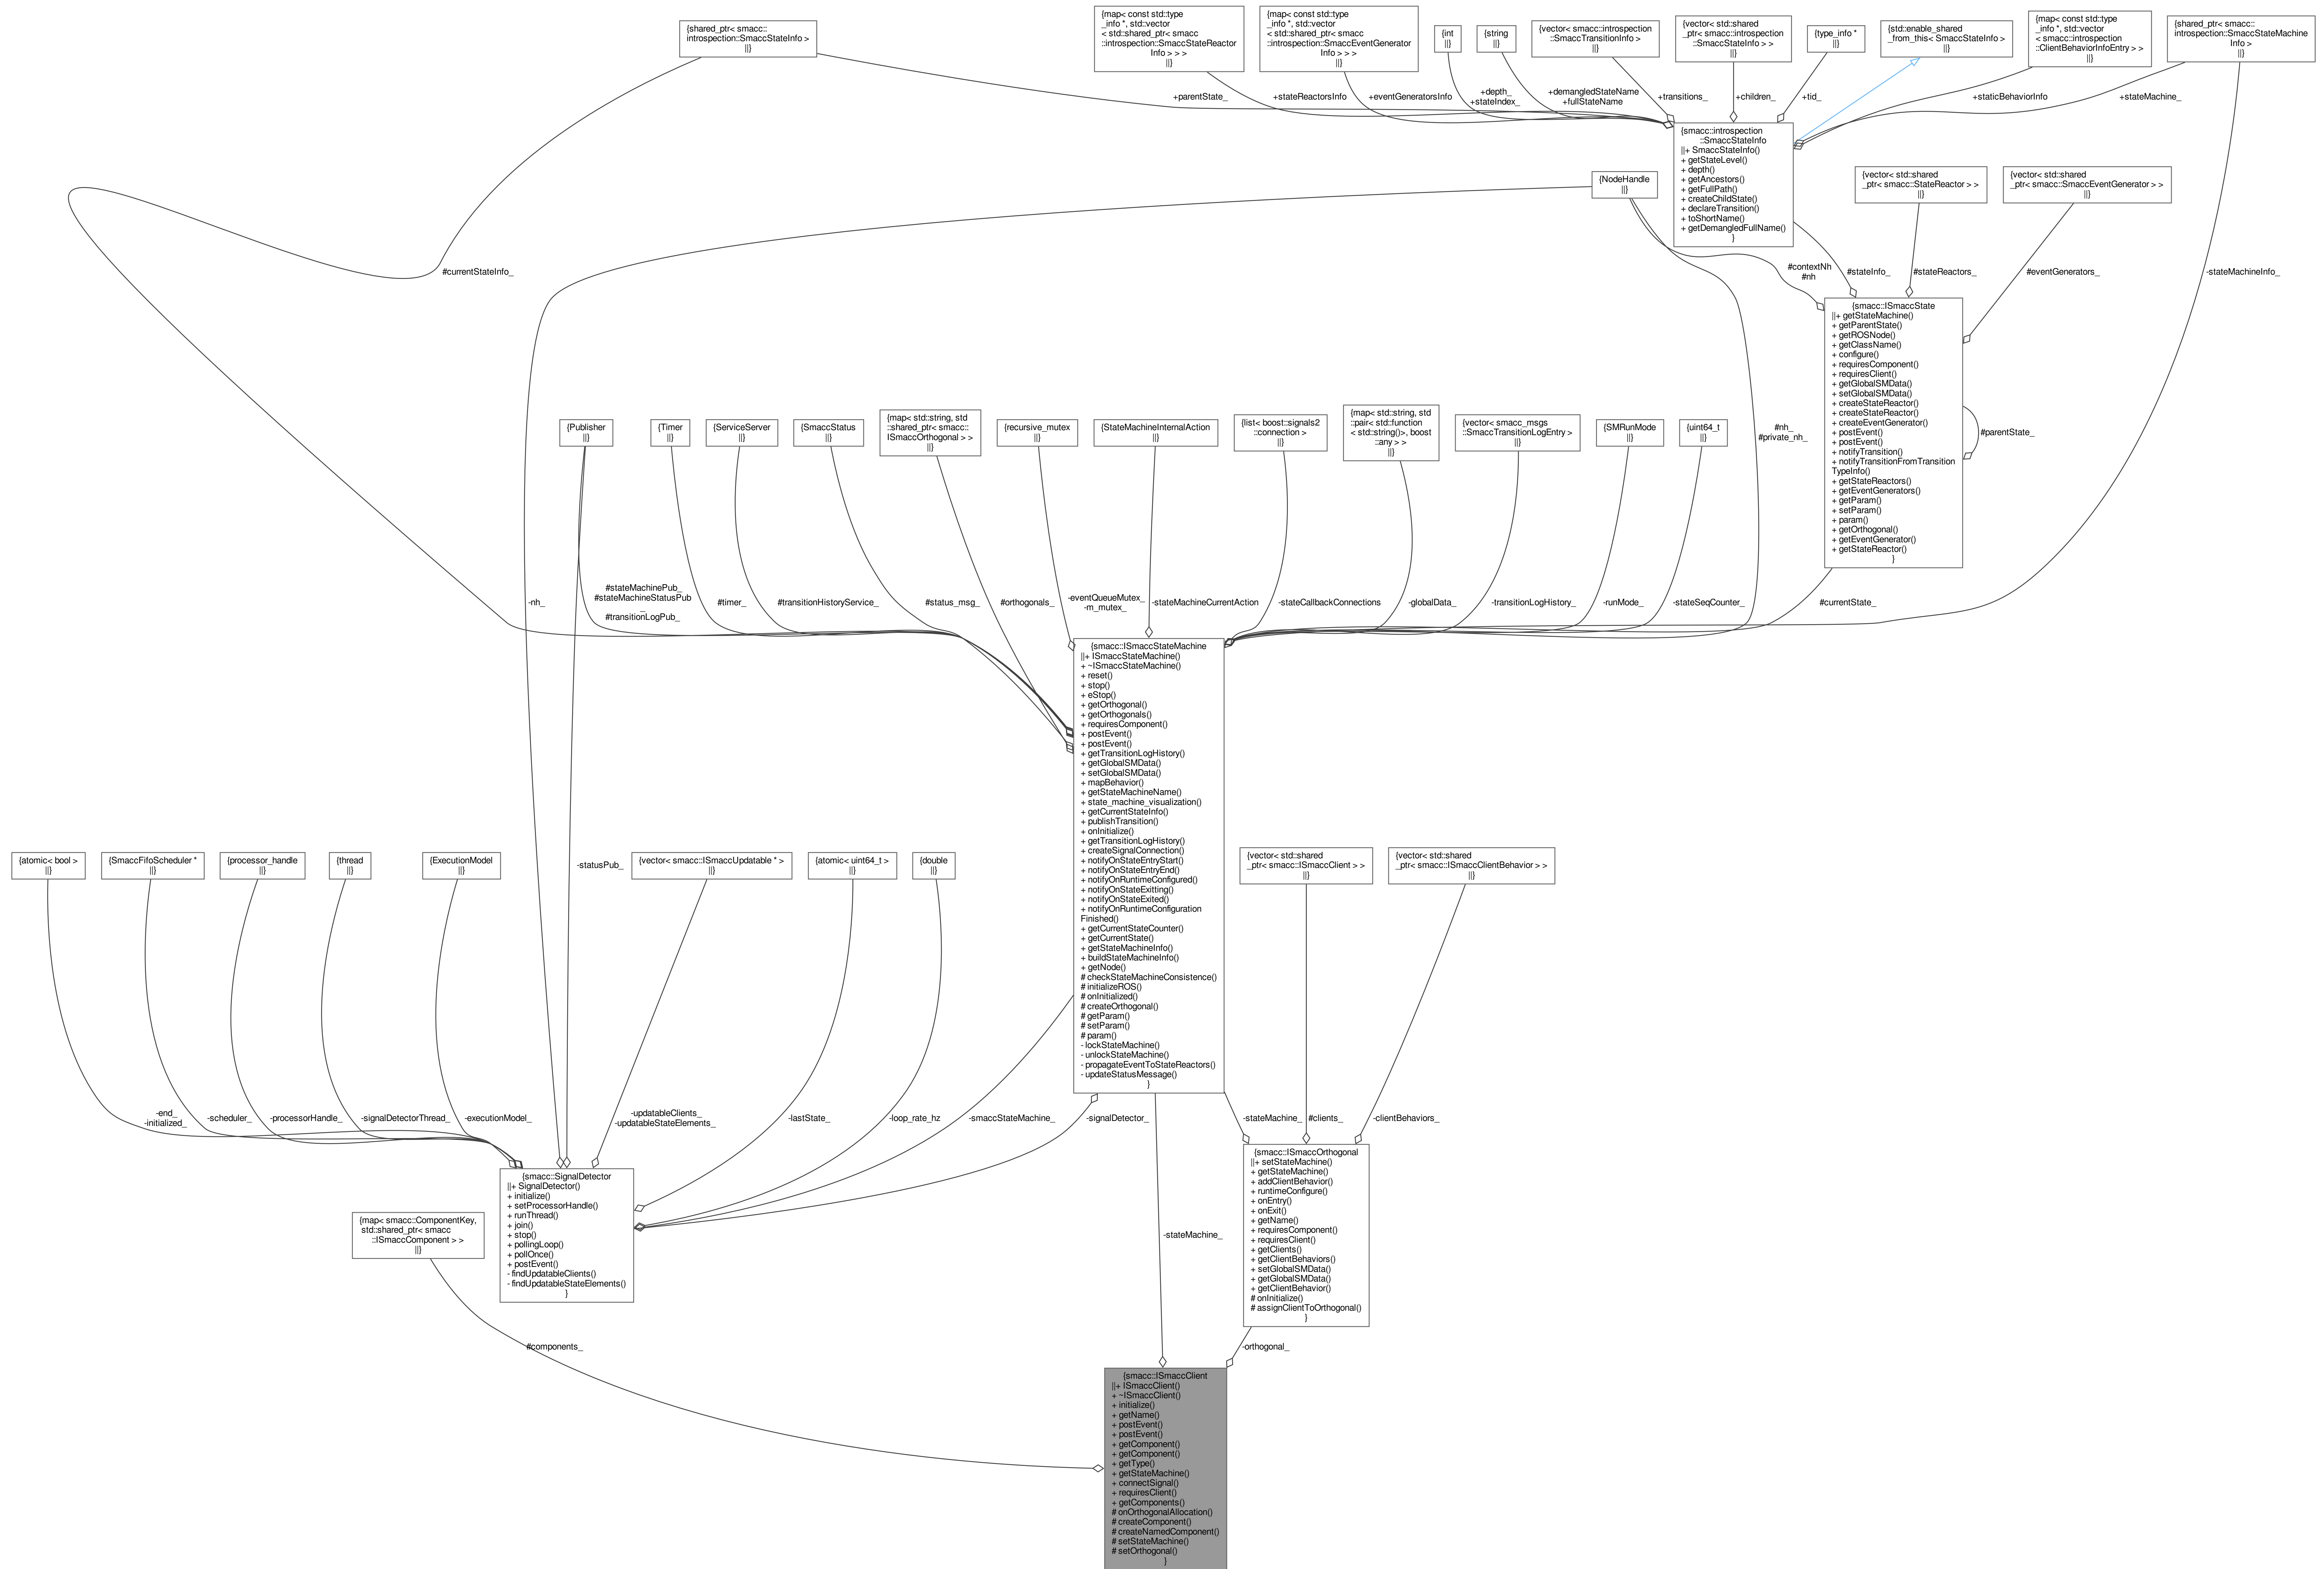 {shared_ptr< smacc::
introspection::SmaccStateInfo >
||}
{map< const std::type
_info *, std::vector
< std::shared_ptr< smacc
::introspection::SmaccStateReactor
Info > > >
||}
{map< const std::type
_info *, std::vector
< std::shared_ptr< smacc
::introspection::SmaccEventGenerator
Info > > >
||}
{int
||}
{string
||}
{vector< smacc::introspection
::SmaccTransitionInfo >
||}
{vector< std::shared
_ptr< smacc::introspection
::SmaccStateInfo > >
||}
{type_info *
||}
{std::enable_shared
_from_this< SmaccStateInfo >
||}
{map< const std::type
_info *, std::vector
< smacc::introspection
::ClientBehaviorInfoEntry > >
||}
{shared_ptr< smacc::
introspection::SmaccStateMachine
Info >
||}
+parentState_
+stateReactorsInfo
+eventGeneratorsInfo
+depth_
+stateIndex_
+demangledStateName
+fullStateName
+transitions_
+children_
+tid_
+staticBehaviorInfo
+stateMachine_
{smacc::introspection
::SmaccStateInfo
||+ SmaccStateInfo()
+ getStateLevel()
+ depth()
+ getAncestors()
+ getFullPath()
+ createChildState()
+ declareTransition()
+ toShortName()
+ getDemangledFullName()
}
{NodeHandle
||}
{vector< std::shared
_ptr< smacc::StateReactor > >
||}
{vector< std::shared
_ptr< smacc::SmaccEventGenerator > >
||}
#currentStateInfo_
#contextNh
#nh
#stateInfo_
#stateReactors_
#eventGenerators_
-stateMachineInfo_
{smacc::ISmaccState
||+ getStateMachine()
+ getParentState()
+ getROSNode()
+ getClassName()
+ configure()
+ requiresComponent()
+ requiresClient()
+ getGlobalSMData()
+ setGlobalSMData()
+ createStateReactor()
+ createStateReactor()
+ createEventGenerator()
+ postEvent()
+ postEvent()
+ notifyTransition()
+ notifyTransitionFromTransition
TypeInfo()
+ getStateReactors()
+ getEventGenerators()
+ getParam()
+ setParam()
+ param()
+ getOrthogonal()
+ getEventGenerator()
+ getStateReactor()
}
#parentState_
{Publisher
||}
{Timer
||}
{ServiceServer
||}
{SmaccStatus
||}
{map< std::string, std
::shared_ptr< smacc::
ISmaccOrthogonal > >
||}
{recursive_mutex
||}
{StateMachineInternalAction
||}
{list< boost::signals2
::connection >
||}
{map< std::string, std
::pair< std::function
< std::string()>, boost
::any > >
||}
{vector< smacc_msgs
::SmaccTransitionLogEntry >
||}
{SMRunMode
||}
{uint64_t
||}
#nh_
#private_nh_
-nh_
#stateMachinePub_
#stateMachineStatusPub
_
#transitionLogPub_
#timer_
#transitionHistoryService_
#status_msg_
#orthogonals_
-eventQueueMutex_
-m_mutex_
-stateMachineCurrentAction
-stateCallbackConnections
-globalData_
-transitionLogHistory_
-runMode_
-stateSeqCounter_
#currentState_
{smacc::ISmaccStateMachine
||+ ISmaccStateMachine()
+ ~ISmaccStateMachine()
+ reset()
+ stop()
+ eStop()
+ getOrthogonal()
+ getOrthogonals()
+ requiresComponent()
+ postEvent()
+ postEvent()
+ getTransitionLogHistory()
+ getGlobalSMData()
+ setGlobalSMData()
+ mapBehavior()
+ getStateMachineName()
+ state_machine_visualization()
+ getCurrentStateInfo()
+ publishTransition()
+ onInitialize()
+ getTransitionLogHistory()
+ createSignalConnection()
+ notifyOnStateEntryStart()
+ notifyOnStateEntryEnd()
+ notifyOnRuntimeConfigured()
+ notifyOnStateExitting()
+ notifyOnStateExited()
+ notifyOnRuntimeConfiguration
Finished()
+ getCurrentStateCounter()
+ getCurrentState()
+ getStateMachineInfo()
+ buildStateMachineInfo()
+ getNode()
# checkStateMachineConsistence()
# initializeROS()
# onInitialized()
# createOrthogonal()
# getParam()
# setParam()
# param()
- lockStateMachine()
- unlockStateMachine()
- propagateEventToStateReactors()
- updateStatusMessage()
}
{atomic< bool >
||}
{SmaccFifoScheduler *
||}
{processor_handle
||}
{thread
||}
{ExecutionModel
||}
-statusPub_
{vector< smacc::ISmaccUpdatable * >
||}
{atomic< uint64_t >
||}
{double
||}
{vector< std::shared
_ptr< smacc::ISmaccClient > >
||}
{vector< std::shared
_ptr< smacc::ISmaccClientBehavior > >
||}
-end_
-initialized_
-scheduler_
-processorHandle_
-signalDetectorThread_
-executionModel_
-updatableClients_
-updatableStateElements_
-lastState_
-loop_rate_hz
-smaccStateMachine_
-signalDetector_
-stateMachine_
#clients_
-clientBehaviors_
{smacc::SignalDetector
||+ SignalDetector()
+ initialize()
+ setProcessorHandle()
+ runThread()
+ join()
+ stop()
+ pollingLoop()
+ pollOnce()
+ postEvent()
- findUpdatableClients()
- findUpdatableStateElements()
}
{map< smacc::ComponentKey,
std::shared_ptr< smacc
::ISmaccComponent > >
||}
-stateMachine_
{smacc::ISmaccOrthogonal
||+ setStateMachine()
+ getStateMachine()
+ addClientBehavior()
+ runtimeConfigure()
+ onEntry()
+ onExit()
+ getName()
+ requiresComponent()
+ requiresClient()
+ getClients()
+ getClientBehaviors()
+ setGlobalSMData()
+ getGlobalSMData()
+ getClientBehavior()
# onInitialize()
# assignClientToOrthogonal()
}
#components_
-orthogonal_
{smacc::ISmaccClient
||+ ISmaccClient()
+ ~ISmaccClient()
+ initialize()
+ getName()
+ postEvent()
+ postEvent()
+ getComponent()
+ getComponent()
+ getType()
+ getStateMachine()
+ connectSignal()
+ requiresClient()
+ getComponents()
# onOrthogonalAllocation()
# createComponent()
# createNamedComponent()
# setStateMachine()
# setOrthogonal()
}